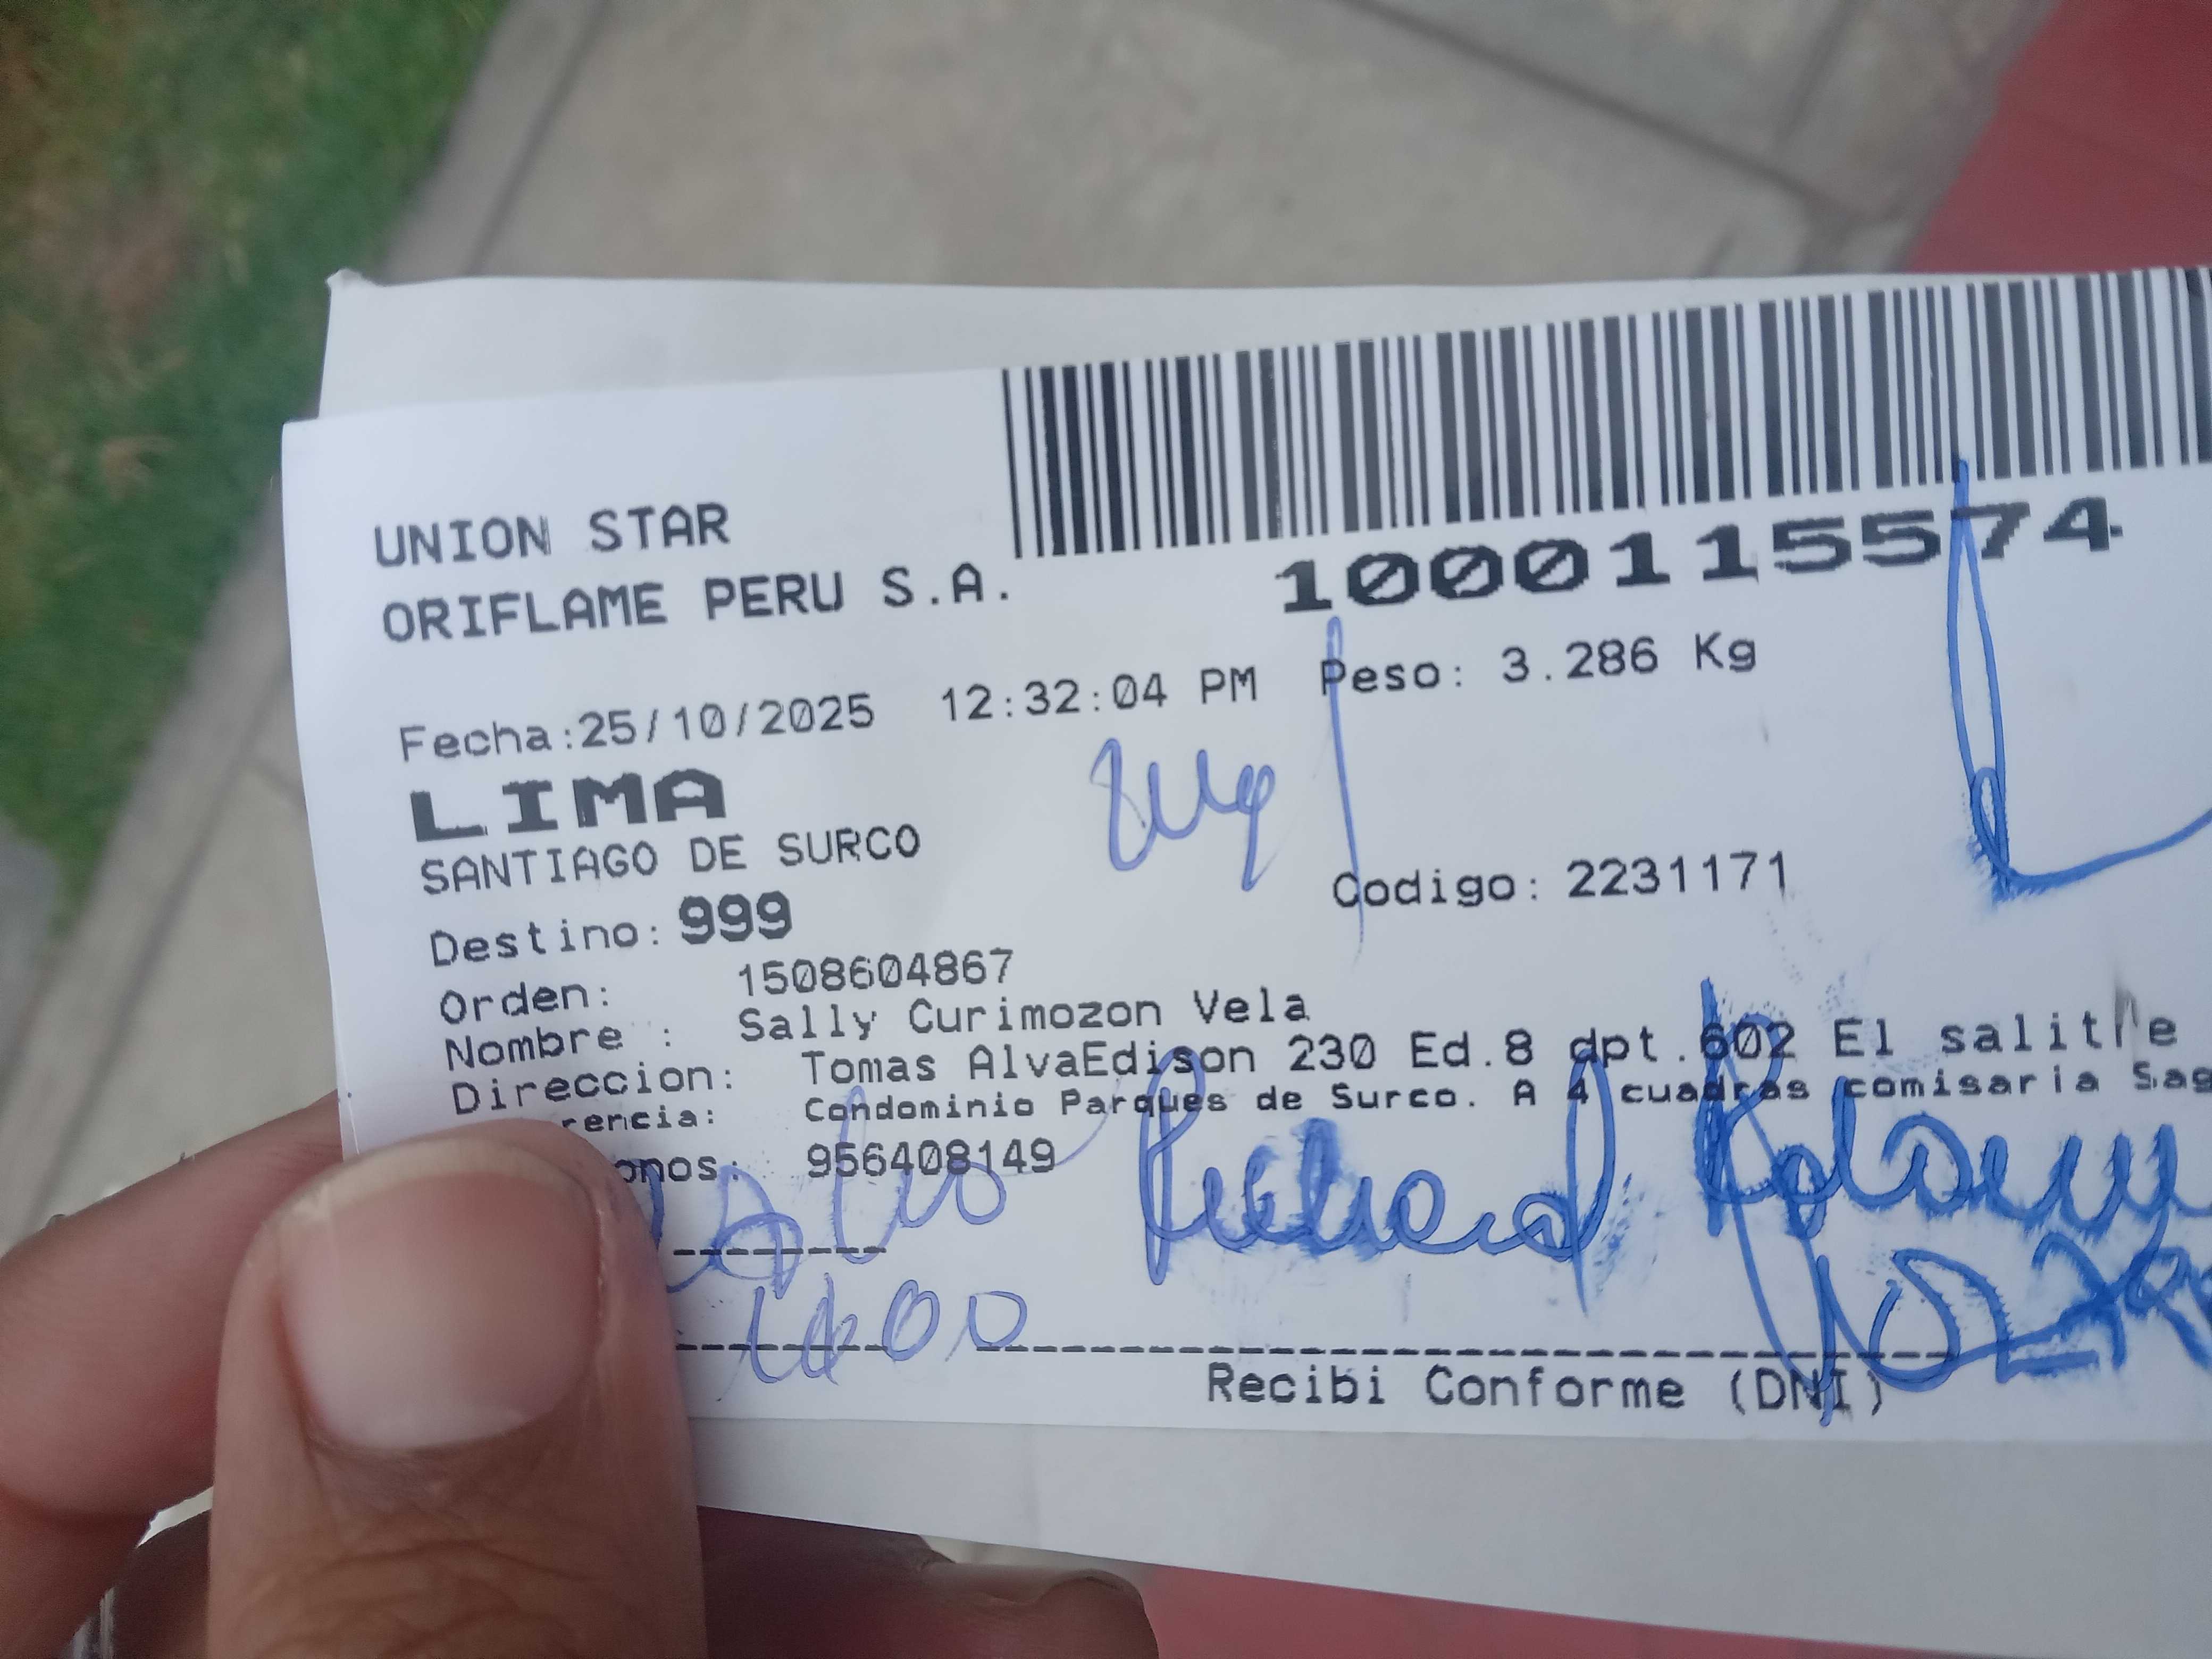 UNION STAR
ORIFLAME PERU S.A.
1000115574
Fecha:25/10/2025 12:32:04 PM Peso: 3.286 Kg
LIMA
SANTIAGO DE SURCO
Destino: 999 Codigo: 2231171
Orden: 1508604867
Nombre : Sally Curimozon Vela
Direccion: Tomas AlvaEdison 230 Ed.8 dpt.602 El salitre
rencia: Condominio Parques de Surco. A 4 cuadras comisaria Sag
onos: 956408149
Richard
Recibi Conforme (DNI)